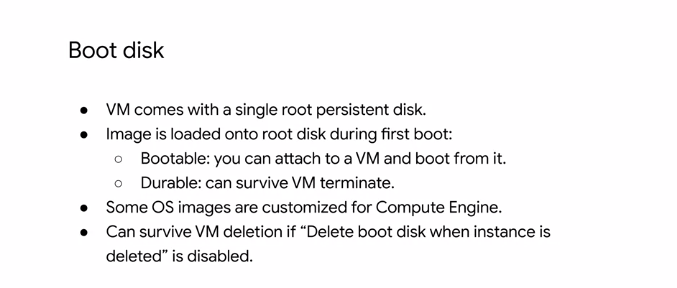 Boot disk
● VM comes with a single root persistent disk.
● Image is loaded onto root disk during first boot:
○ Bootable: you can attach to a VM and boot from it.
○ Durable: can survive VM terminate.
● Some OS images are customized for Compute Engine.
● Can survive VM deletion if “Delete boot disk when instance is
deleted” is disabled.